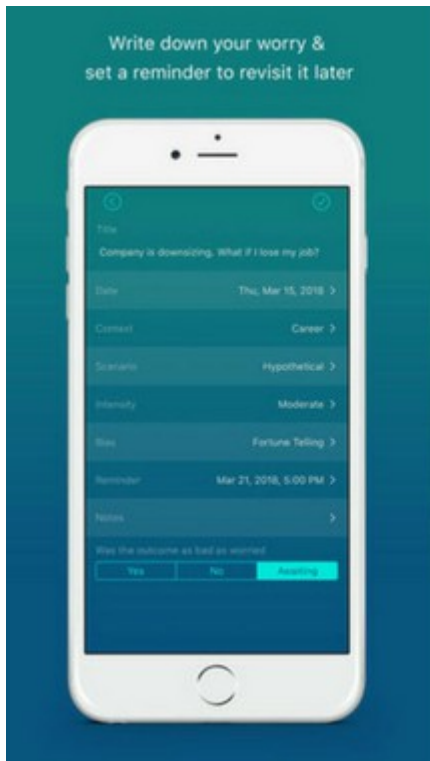 Write down your worry &
set a reminder to revisit it later
Title
Company is downsizing. What if I lose my job?
Date Thu, Mar 15, 2018 >
Context Career >
Scenario Hypothetical >
Intensity Moderate >
Bias Fortune Telling >
Reminder Mar 21, 2018, 5:00 PM >
Notes >
Was the outcome as bad as worried
Yes No Awaiting